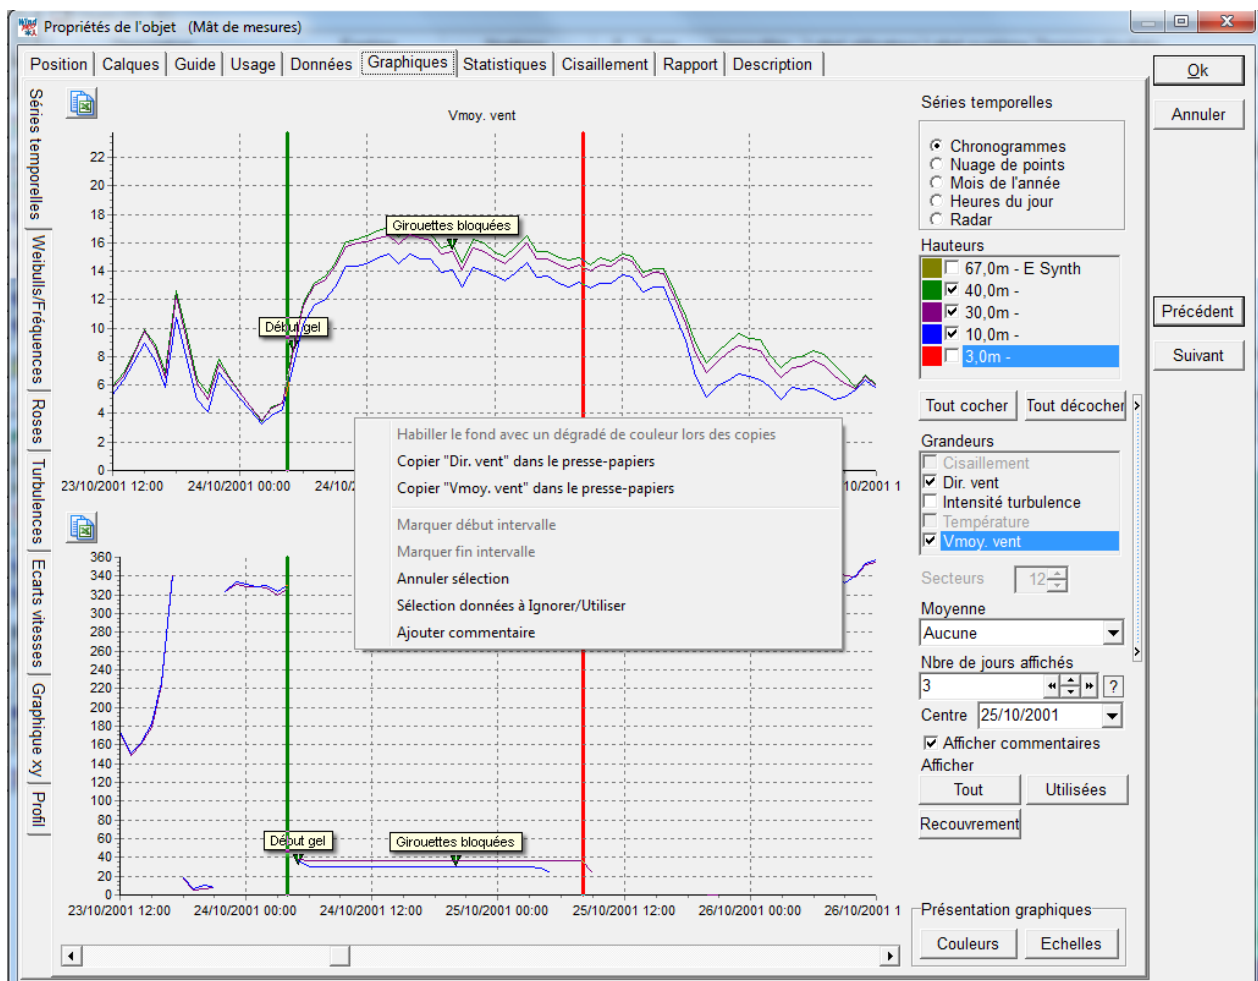 Propriétés de l'objet (Mât de mesures)
Position Calques Guide Usage Données Graphiques Statistiques Cisaillement Rapport Description
Séries temporelles
Weibulls/Fréquences
Roses
Turbulences
Ecarts vitesses
Graphique xy
Profil
Vmoy. vent
22
20
18
16
14
12
10
8
6
4
2
0
Girouettes bloquées
Début gel
23/10/2001 12:00 24/10/2001 00:00 24/10/2 10/2001 1
Habiller le fond avec un dégradé de couleur lors des copies
Copier "Dir. vent" dans le presse-papiers
Copier "Vmoy. vent" dans le presse-papiers
Marquer début intervalle
Marquer fin intervalle
Annuler sélection
Sélection données à Ignorer/Utiliser
Ajouter commentaire
360
340
320
300
280
260
240
220
200
180
160
140
120
100
80
60
40
20
0
Début gel
Girouettes bloquées
23/10/2001 12:00 24/10/2001 00:00 24/10/2001 12:00 25/10/2001 00:00 25/10/2001 12:00 26/10/2001 00:00 26/10/2001 1
Séries temporelles
Chronogrammes
Nuage de points
Mois de l'année
Heures du jour
Radar
Hauteurs
67,0m - E Synth
40,0m -
30,0m -
10,0m -
3,0m -
Tout cocher Tout décocher
Grandeurs
Cisaillement
Dir. vent
Intensité turbulence
Température
Vmoy. vent
Secteurs 12
Moyenne
Aucune
Nbre de jours affichés
3 ?
Centre 25/10/2001
Afficher commentaires
Afficher
Tout Utilisées
Recouvrement
Présentation graphiques
Couleurs Echelles
Ok
Annuler
Précédent
Suivant